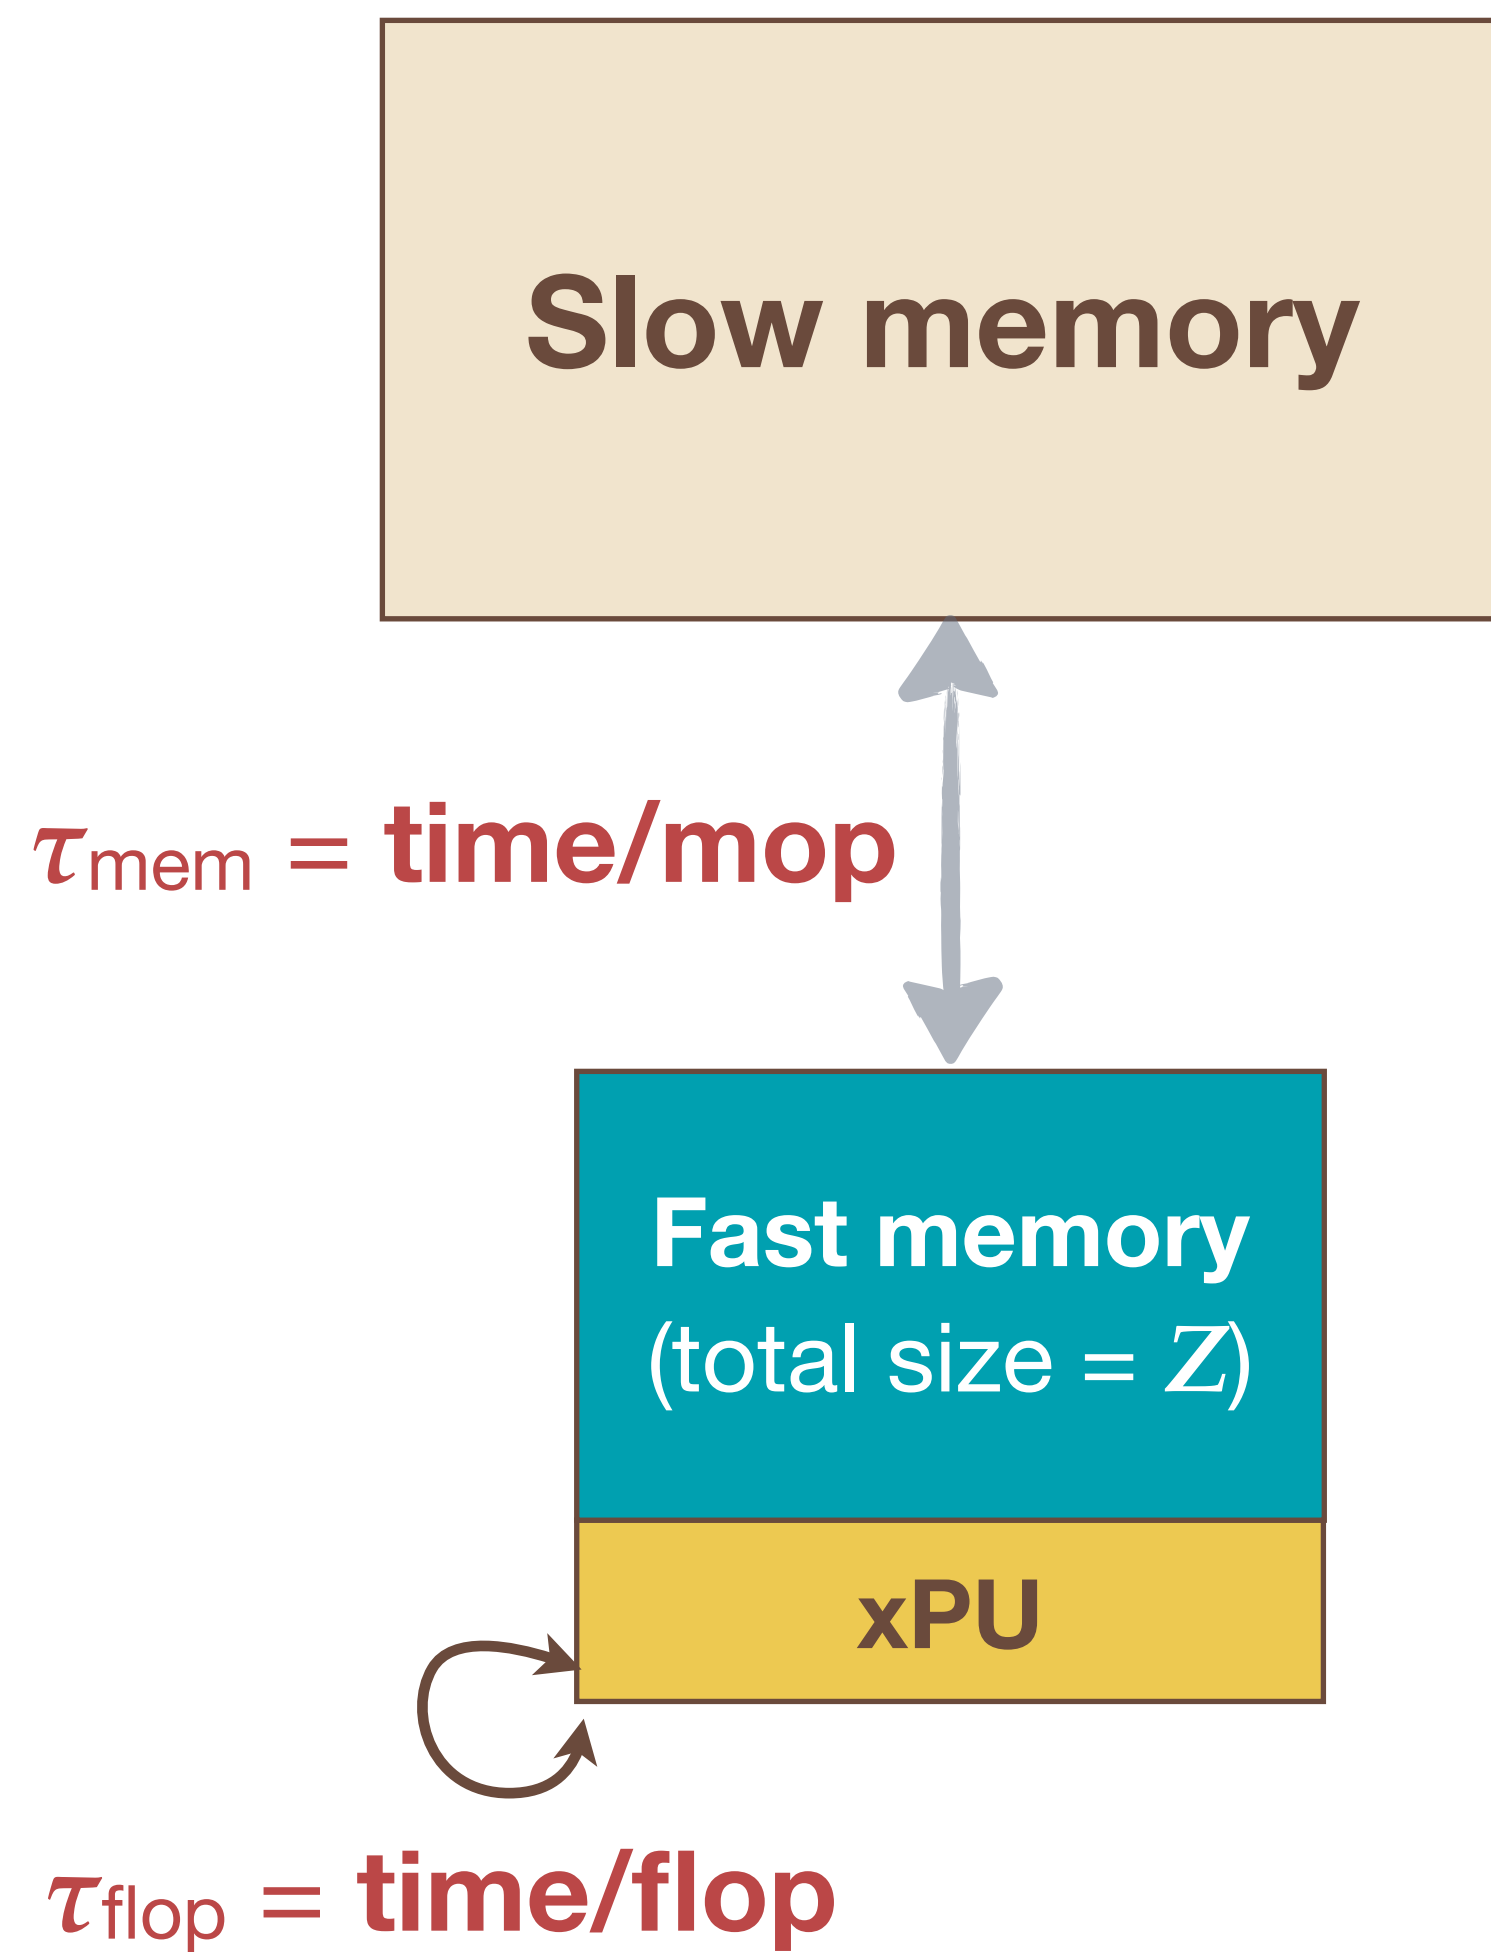 Slow memory
τmem = time/mop
Fast memory
(total size = Z)
xPU
τflop = time/flop